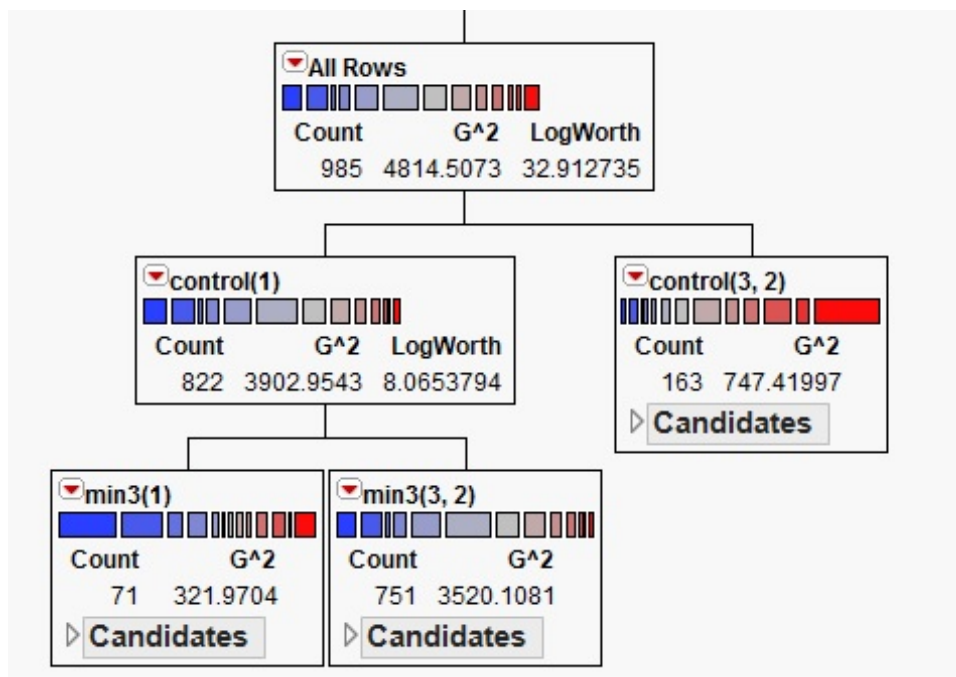 All Rows
Count G^2 LogWorth
985 4814.5073 32.912735
control(1)
Count G^2 LogWorth
822 3902.9543 8.0653794
control(3, 2)
Count G^2
163 747.41997
Candidates
min3(1)
Count G^2
71 321.9704
Candidates
min3(3, 2)
Count G^2
751 3520.1081
Candidates